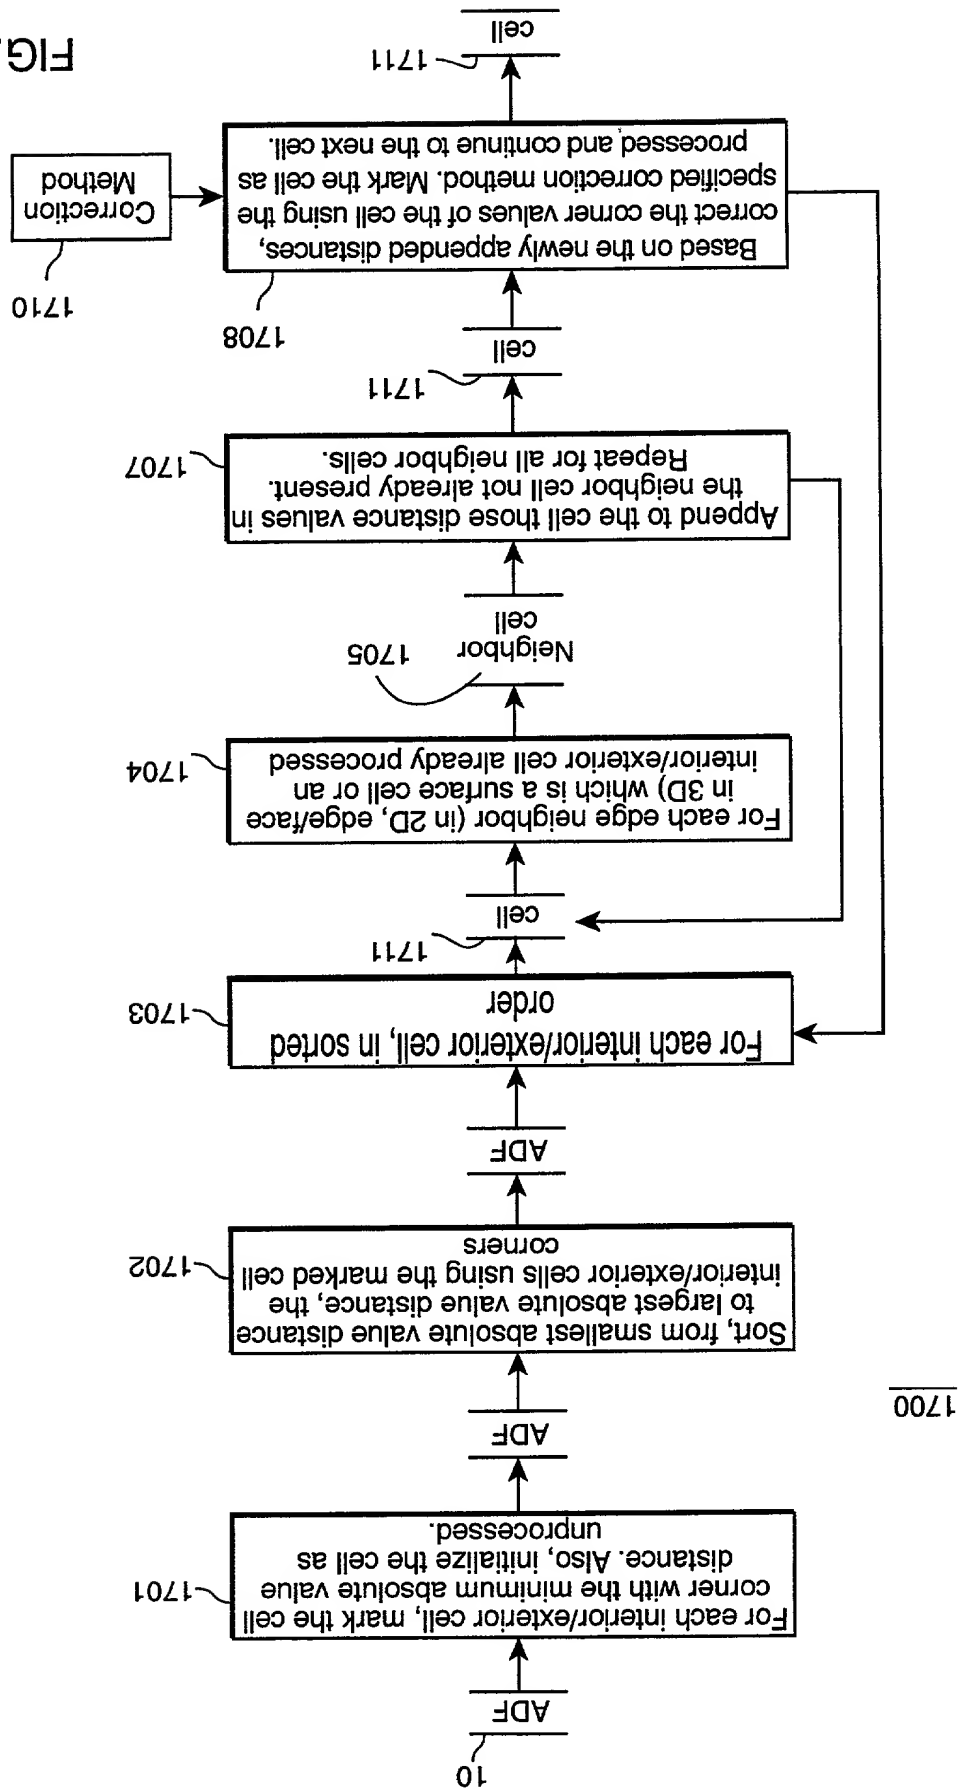 10
ADF
For each interior/exterior cell, mark the cell
corner with the minimum absolute value
distance. Also, initialize the cell as
unprocessed.
1701
ADF
1700
Sort, from smallest absolute value distance
to largest absolute value distance, the
interior/exterior cells using the marked cell
corners
1702
ADF
For each interior/exterior cell, in sorted
order
1703
1711
cell
For each edge neighbor (in 2D, edge/face
in 3D) which is a surface cell or an
interior/exterior cell already processed
1704
Neighbor
cell
1705
Append to the cell those distance values in
the neighbor cell not already present.
Repeat for all neighbor cells.
1707
1711
cell
1708
1710
Based on the newly appended distances,
correct the corner values of the cell using the
specified correction method. Mark the cell as
processed, and continue to the next cell.
Correction
Method
1711
cell
FIG.